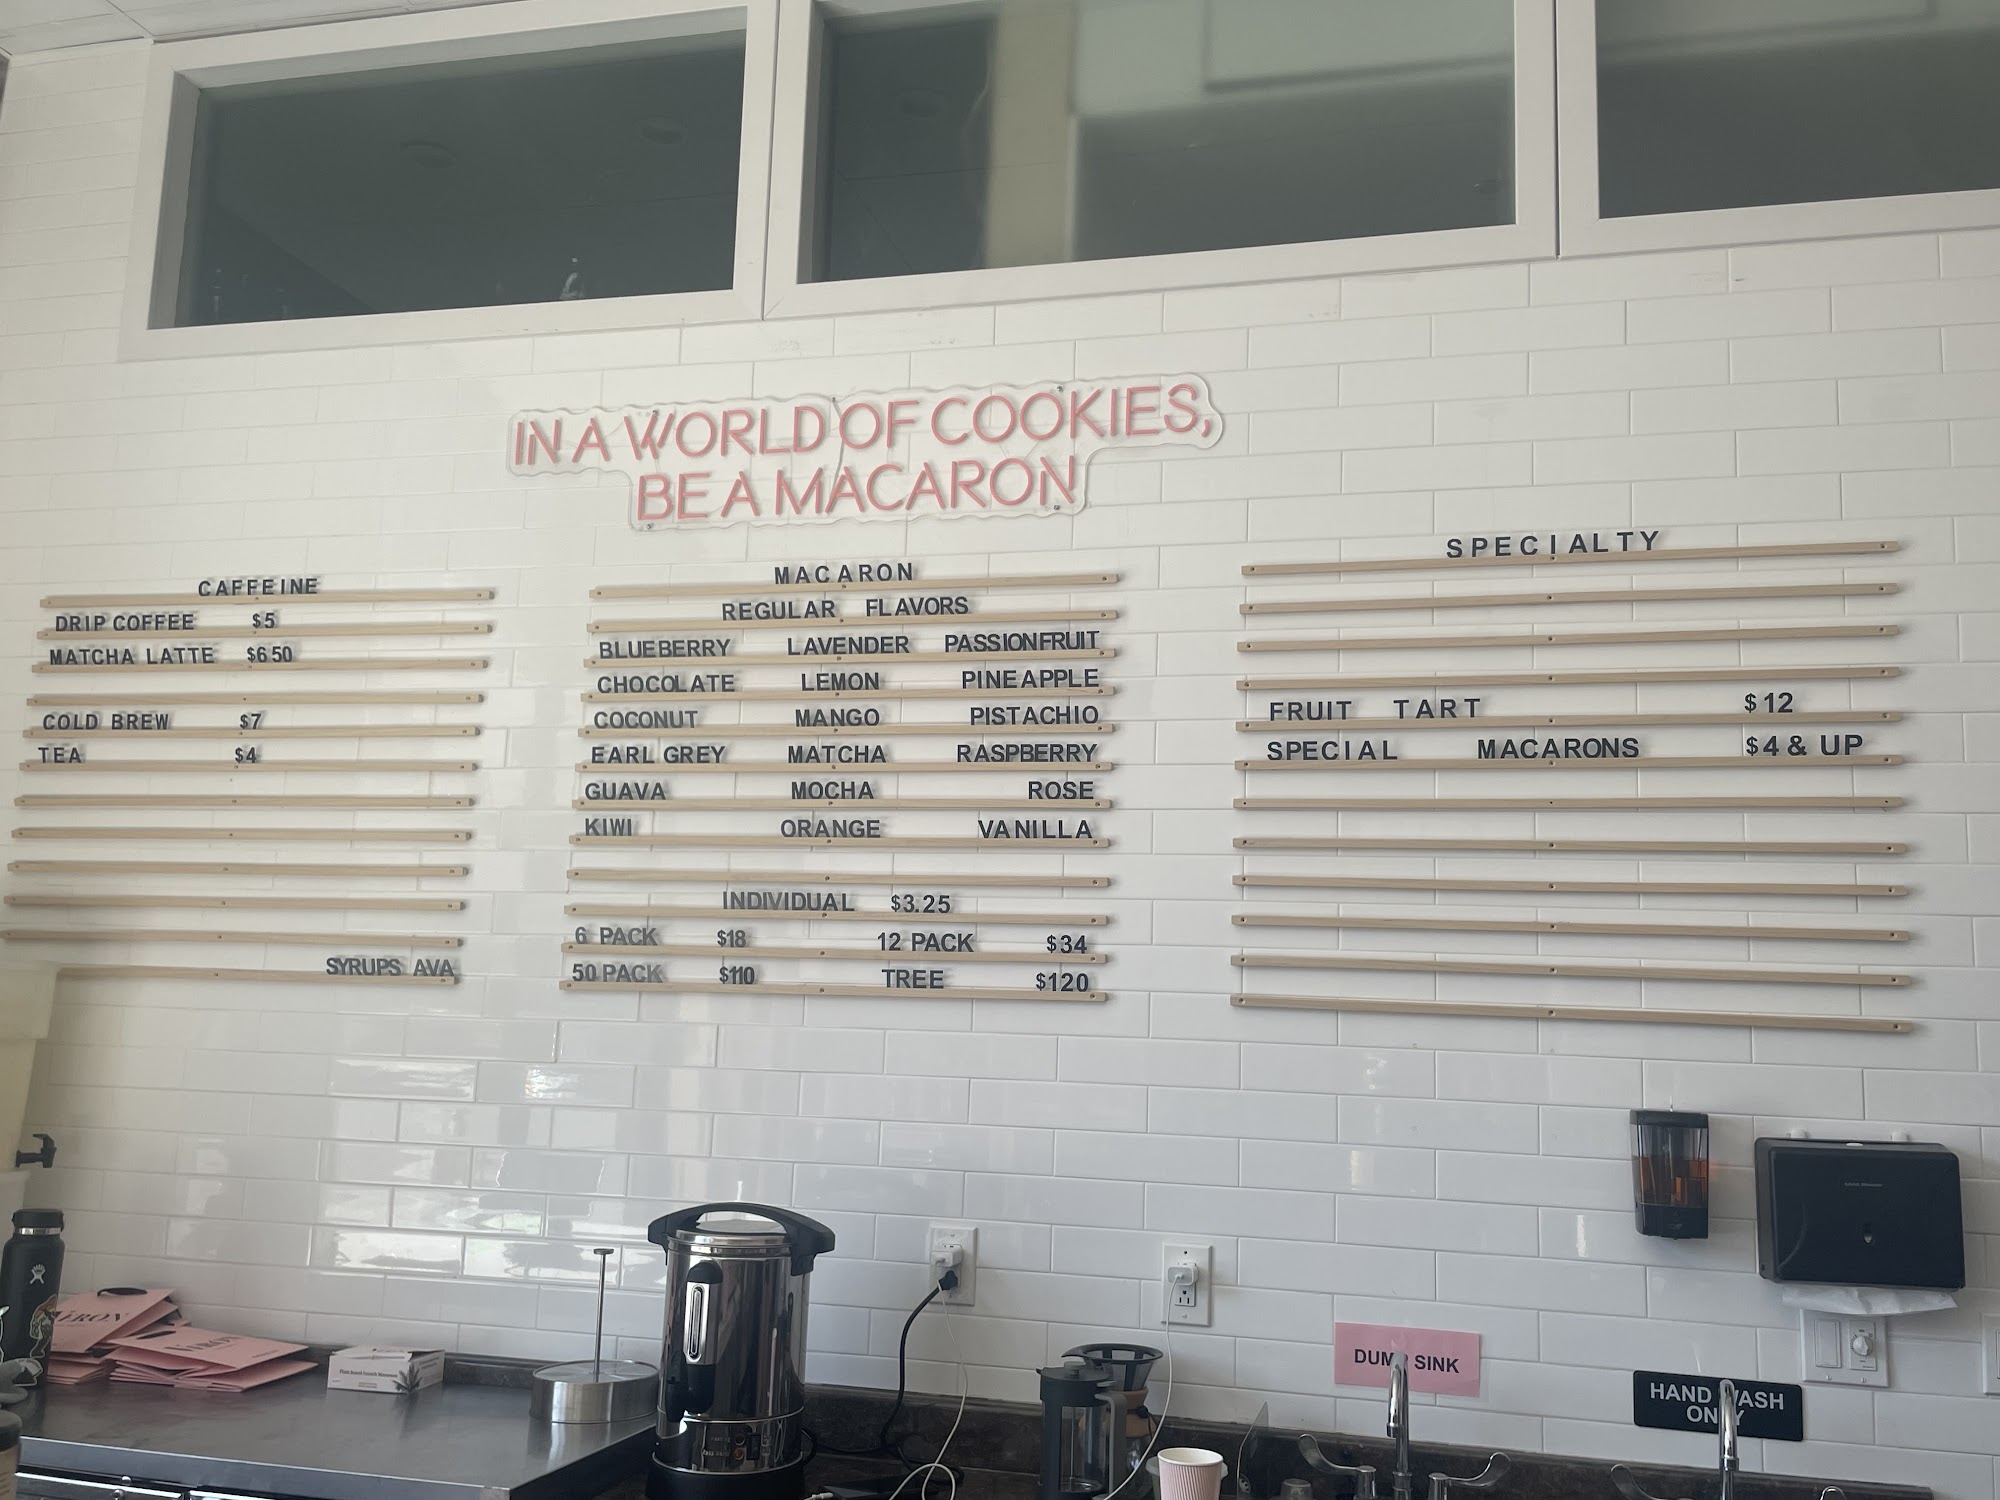 IN A WORLD OF COOKIES,
BE A MACARON
CAFFEINE
DRIP COFFEE $5
MATCHA LATTE $6 50
COLD BREW $7
TEA $4
SYRUPS AVA
MACARON
REGULAR FLAVORS
BLUEBERRY LAVENDER PASSIONFRUIT
CHOCOLATE LEMON PINEAPPLE
COCONUT MANGO PISTACHIO
EARL GREY MATCHA RASPBERRY
GUAVA MOCHA ROSE
KIWI ORANGE VANILLA
INDIVIDUAL $3.25
6 PACK $18 12 PACK $34
50 PACK $110 TREE $120
SPECIALTY
FRUIT TART $12
SPECIAL MACARONS $4 & UP
DUMP SINK
HAND WASH
ONLY